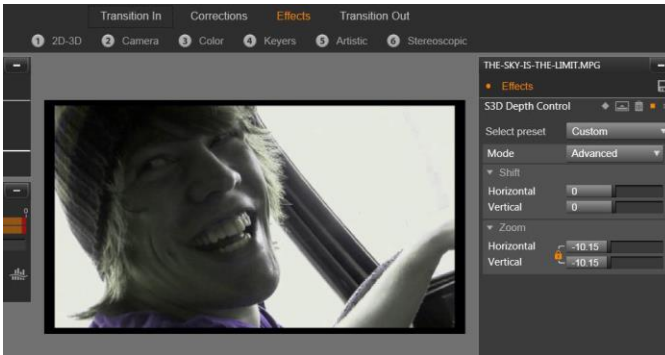 Transition In Corrections Effects Transition Out
1 2D-3D 2 Camera 3 Color 4 Keyers 5 Artistic 6 Stereoscopic
THE-SKY-IS-THE-LIMIT.MPG
Effects
S3D Depth Control
Select preset Custom
Mode Advanced
Shift
Horizontal 0
Vertical 0
Zoom
Horizontal -10.15
Vertical -10.15